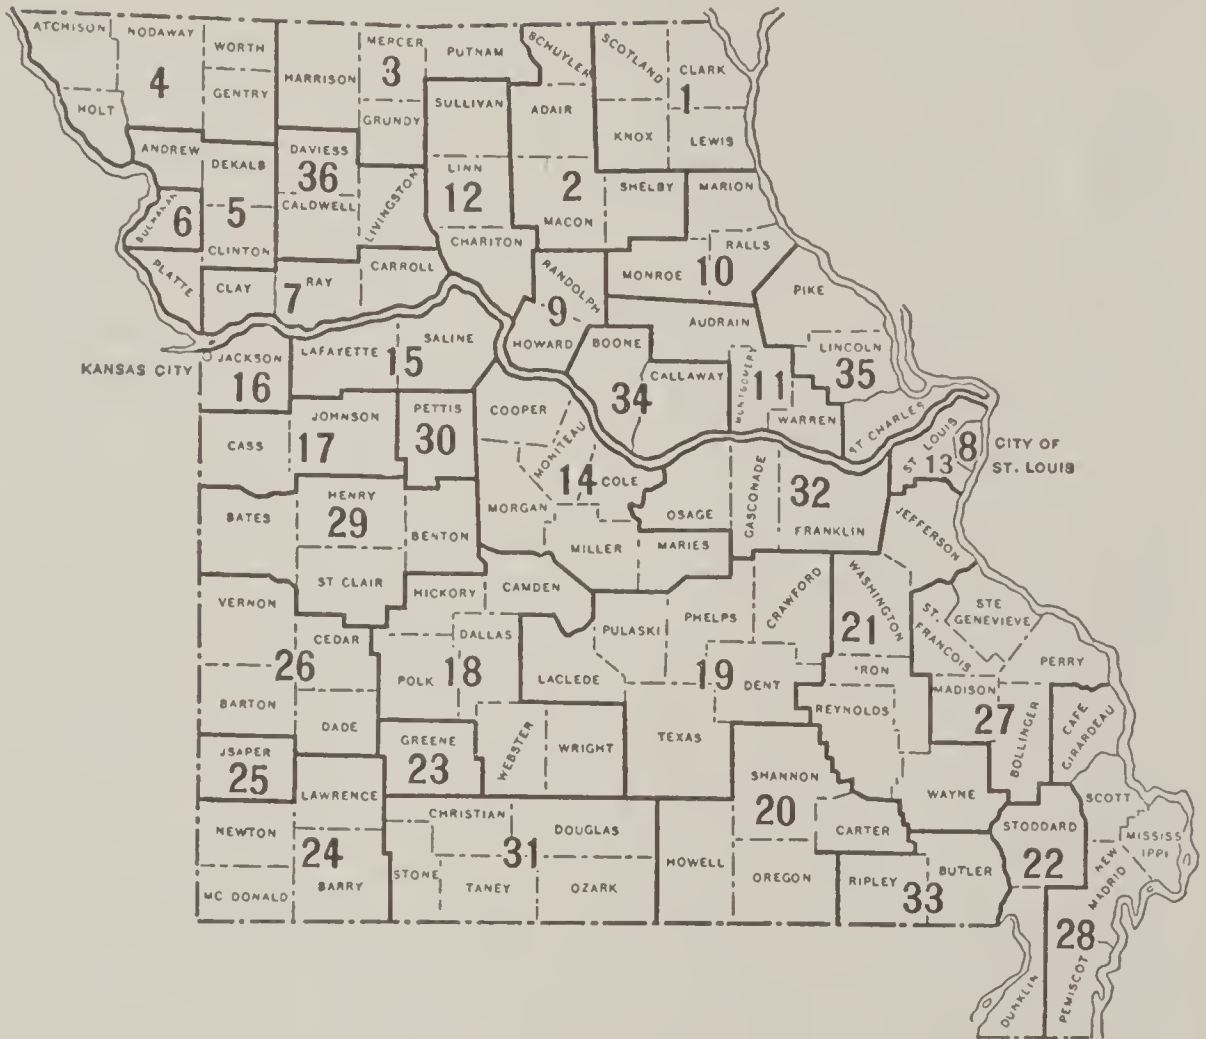 ATCHISON
NODAWAY
WORTH
HARRISON
MERCER
PUTNAM
SCHUYLER
SCOTLAND
CLARK
4
GENTRY
3
1
HOLT
SULLIVAN
ADAIR
GRUNDY
KNOX
LEWIS
ANDREW
DEKALB
DAVIESS
36
LINN
12
2
SHELBY
MARION
BUCHANAN
6
5
CALDWELL
LIVINGSTON
MACON
CLINTON
CHARITON
RALLS
PLATTE
CLAY
7
RAY
CARROLL
RANDOLPH
MONROE
10
PIKE
9
AUDRAIN
KANSAS CITY
JACKSON
16
LAFAYETTE
15
SALINE
HOWARD
BOONE
LINCOLN
35
CALLAWAY
MONTGOMERY
11
34
JOHNSON
PETTIS
COOPER
WARREN
ST CHARLES
CASS
17
30
MONITEAU
ST LOUIS
13
8
CITY OF
ST. LOUIS
14
COLE
GASCONADE
32
HENRY
29
MORGAN
OSAGE
FRANKLIN
JEFFERSON
BATES
BENTON
MILLER
MARIES
ST CLAIR
CAMDEN
CRAWFORD
WASHINGTON
VERNON
HICKORY
PHELPS
21
ST. FRANCOIS
STE
GENEVIEVE
CEDAR
DALLAS
PULASKI
26
18
19
'RON
PERRY
POLK
LACLEDE
DENT
MADISON
BARTON
DADE
REYNOLDS
27
BOLLINGER
CAFE
GIRARDEAU
JSAPER
25
GREENE
23
WEBSTER
WRIGHT
TEXAS
SHANNON
20
WAYNE
SCOTT
LAWRENCE
CHRISTIAN
DOUGLAS
CARTER
STODDARD
22
MISSISS
IPPI
NEWTON
24
31
HOWELL
OREGON
RIPLEY
33
BUTLER
NEW
MADRID
MC DONALD
BARRY
STONE
TANEY
OZARK
28
DUNKLIN
PEMISCOT